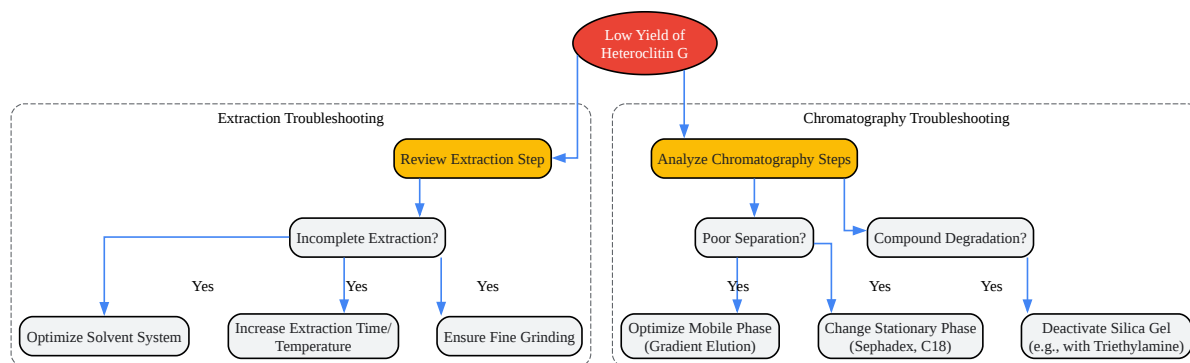 Low Yield of
Heteroclitin G
Extraction Troubleshooting
Chromatography Troubleshooting
Review Extraction Step
Analyze Chromatography Steps
Incomplete Extraction?
Poor Separation?
Compound Degradation?
Yes
Yes
Yes
Yes
Yes
Yes
Optimize Solvent System
Increase Extraction Time/
Temperature
Ensure Fine Grinding
Optimize Mobile Phase
(Gradient Elution)
Change Stationary Phase
(Sephadex, C18)
Deactivate Silica Gel
(e.g., with Triethylamine)